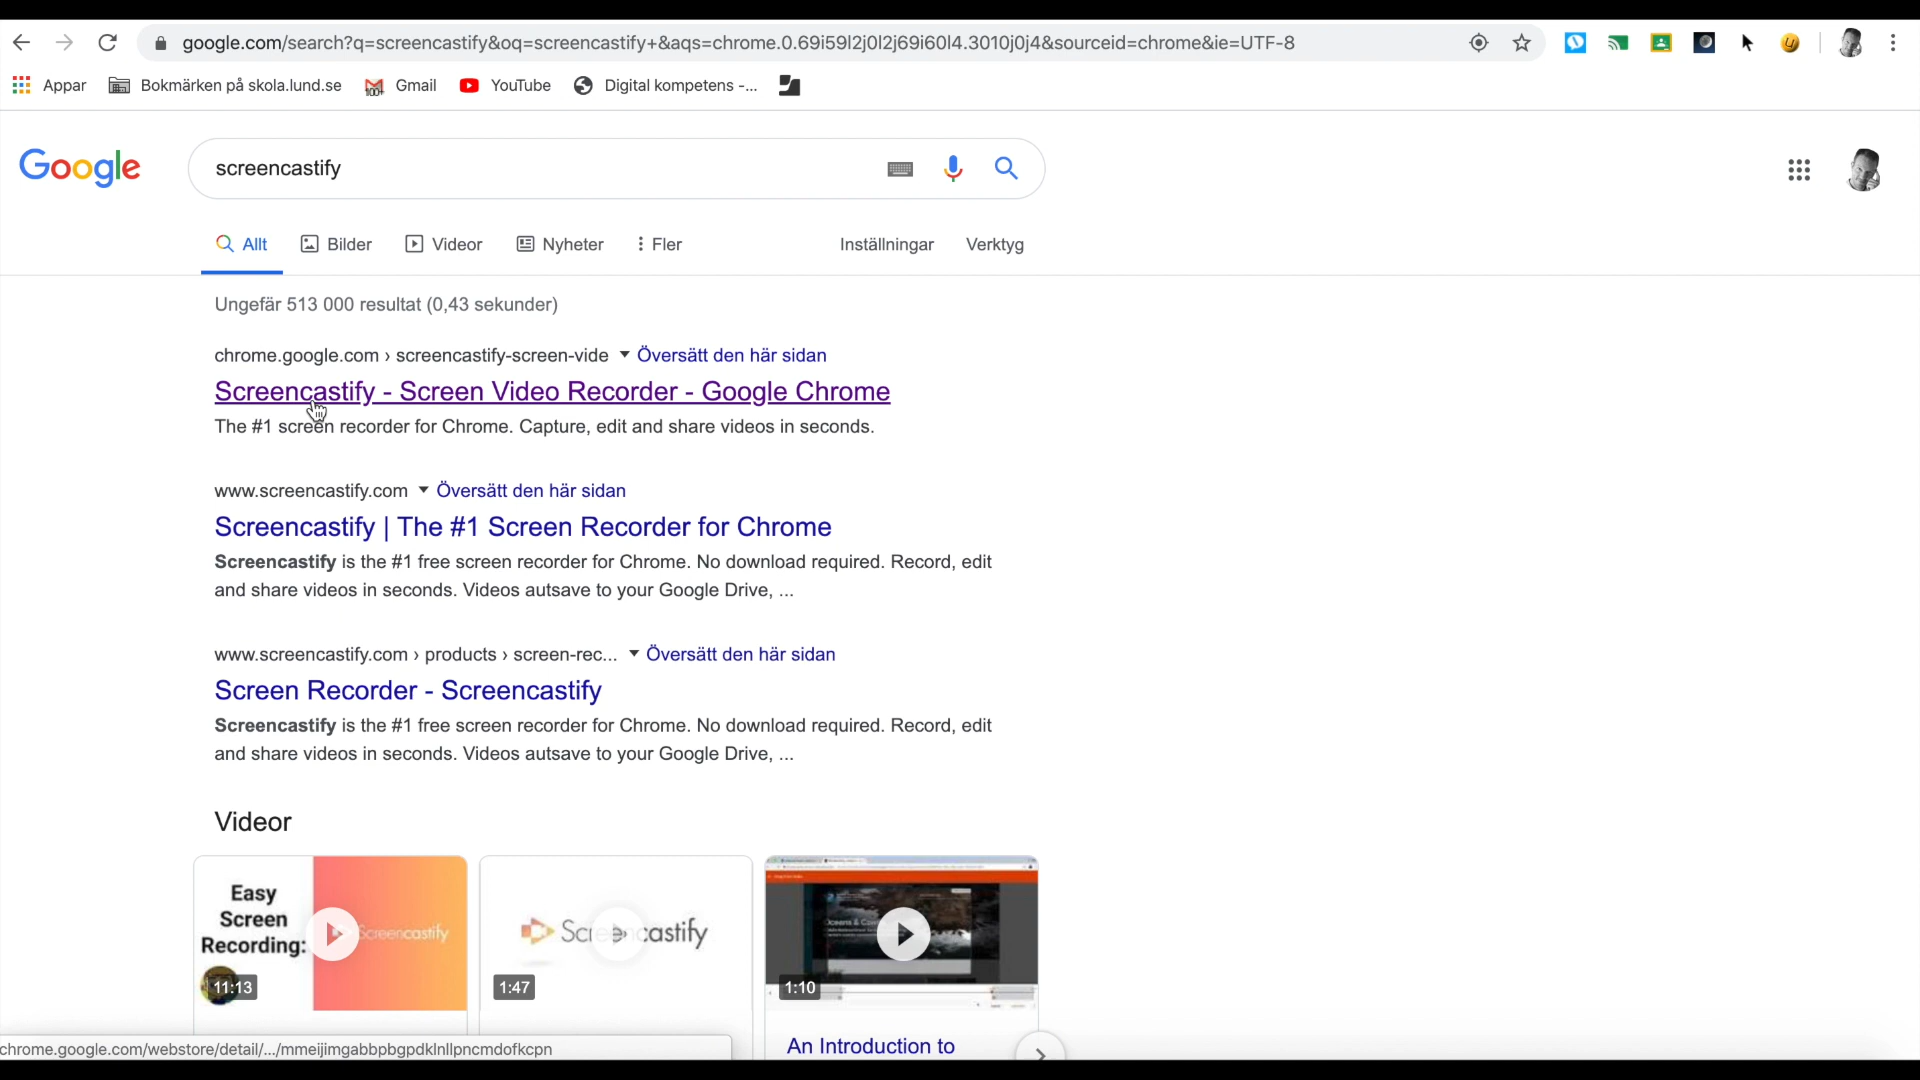 google.com/search?q=screencastify&oq=screencastify+&aqs=chrome.0.69i59l2j0l2j69i60l4.3010j0j4&sourceid=chrome&ie=UTF-8
Appar Bokmärken på skola.lund.se Gmail YouTube Digital kompetens -...
Google screencastify
Allt Bilder Videor Nyheter Fler Inställningar Verktyg
Ungefär 513 000 resultat (0,43 sekunder)
chrome.google.com › screencastify-screen-vide Översätt den här sidan
Screencastify - Screen Video Recorder - Google Chrome
The #1 screen recorder for Chrome. Capture, edit and share videos in seconds.
www.screencastify.com Översätt den här sidan
Screencastify | The #1 Screen Recorder for Chrome
Screencastify is the #1 free screen recorder for Chrome. No download required. Record, edit
and share videos in seconds. Videos autsave to your Google Drive, ...
www.screencastify.com › products › screen-rec... Översätt den här sidan
Screen Recorder - Screencastify
Screencastify is the #1 free screen recorder for Chrome. No download required. Record, edit
and share videos in seconds. Videos autsave to your Google Drive, ...
Videor
Easy
Screen
Recording:
Screencastify
11:13
Screencastify
1:47
1:10
An Introduction to
chrome.google.com/webstore/detail/.../mmeijimgabbpbgpdklnllpncmdofkcpn